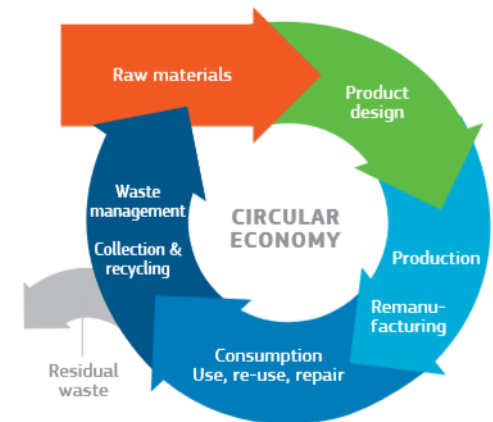 Raw materials
Product
design
Production
Remanu-
facturing
Consumption
Use, re-use, repair
Waste
management
Collection &
recycling
Residual
waste
CIRCULAR
ECONOMY